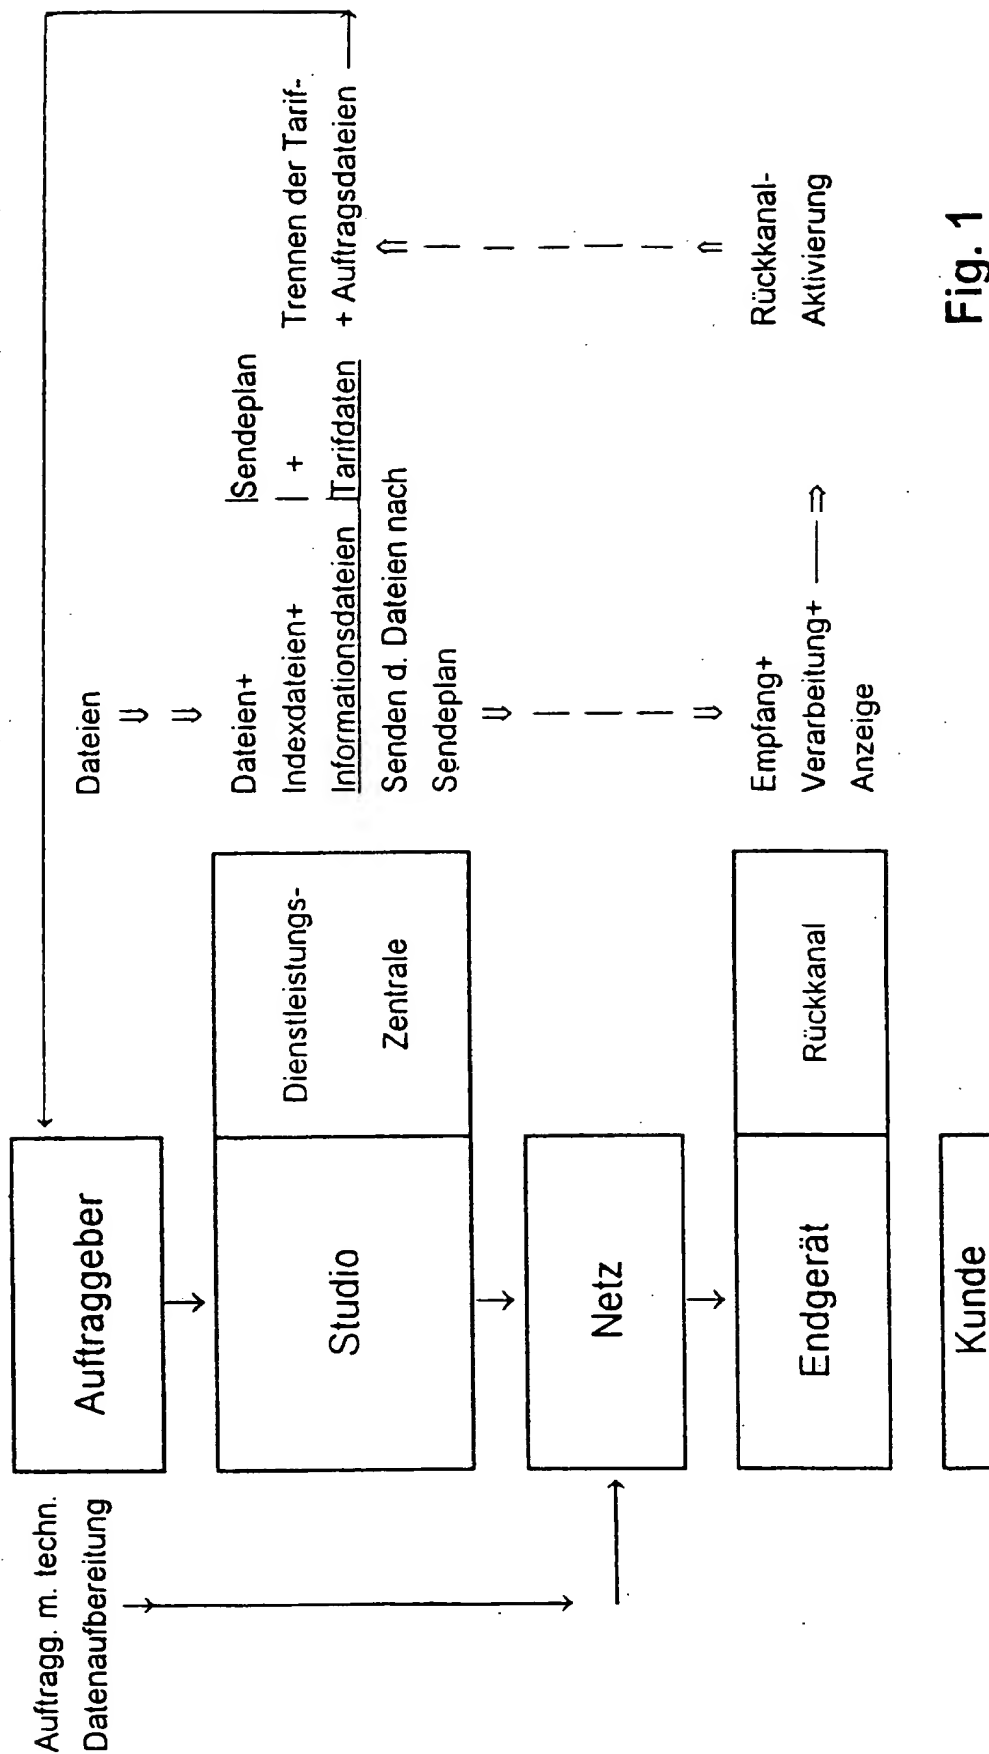 Auftragg. m. techn.
Datenaufbereitung
Auftraggeber
Dateien
Studio
Dienstleistungs-
Zentrale
Dateien+
Indexdateien+
Informationsdateien
|Sendeplan
| +
|Tarifdaten
Trennen der Tarif-
+ Auftragsdateien
Senden d. Dateien nach
Sendeplan
Netz
Endgerät
Rückkanal
Empfang+
Verarbeitung+
Anzeige
Rückkanal-
Aktivierung
Kunde
Fig. 1